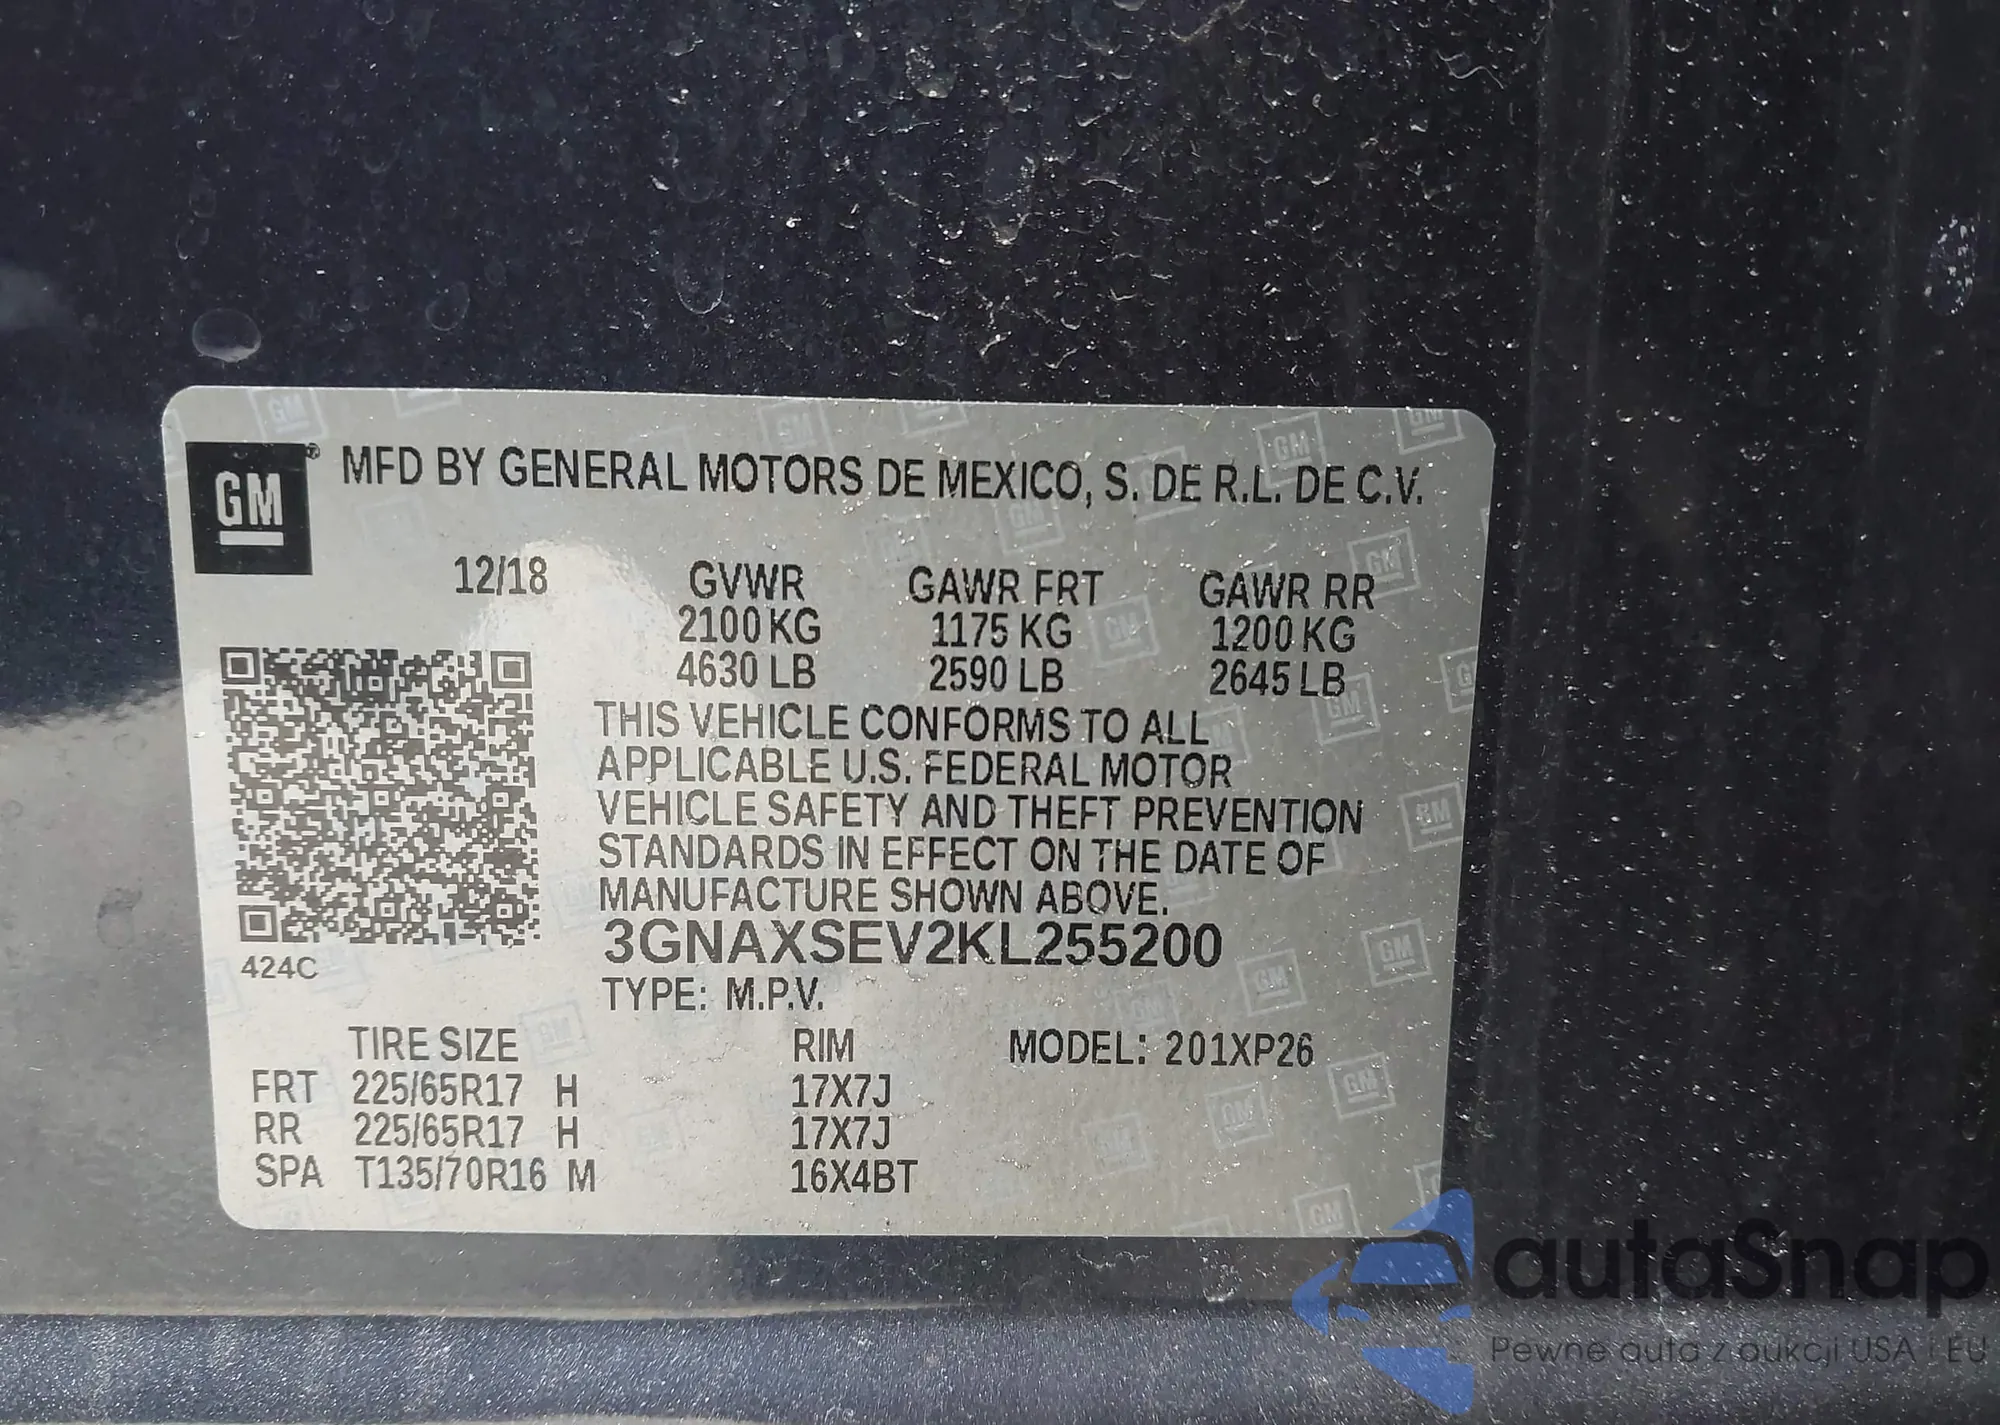 GM® MFD BY GENERAL MOTORS DE MEXICO, S. DE R.L. DE C.V.
12/18 GVWR GAWR FRT GAWR RR
2100 KG 1175 KG 1200 KG
4630 LB 2590 LB 2645 LB
THIS VEHICLE CONFORMS TO ALL
APPLICABLE U.S. FEDERAL MOTOR
VEHICLE SAFETY AND THEFT PREVENTION
STANDARDS IN EFFECT ON THE DATE OF
MANUFACTURE SHOWN ABOVE.
3GNAXSEV2KL255200
424C
TYPE: M.P.V.
TIRE SIZE RIM MODEL: 201XP26
FRT 225/65R17 H 17X7J
RR 225/65R17 H 17X7J
SPA T135/70R16 M 16X4BT
autaSnap
Pewne auta z aukcji USA i EU